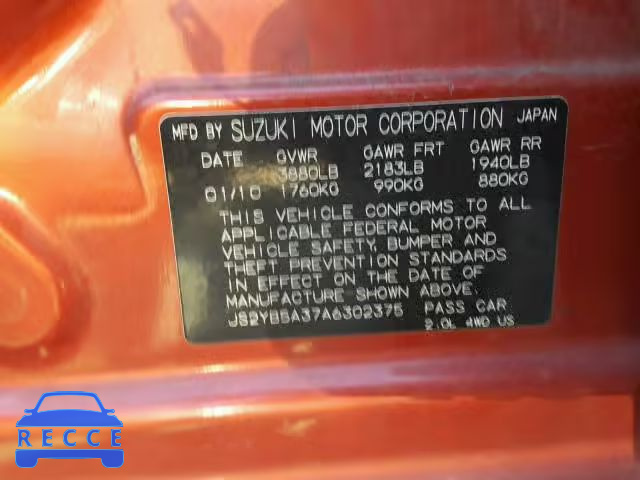 MFD BY SUZUKI MOTOR CORPORATION JAPAN
DATE GVWR GAWR FRT GAWR RR
3880LB 2183LB 1940LB
01/10 1760KG 990KG 880KG
THIS VEHICLE CONFORMS TO ALL
APPLICABLE FEDERAL MOTOR
VEHICLE SAFETY, BUMPER AND
THEFT PREVENTION STANDARDS
IN EFFECT ON THE DATE OF
MANUFACTURE SHOWN ABOVE.
JS2YB5A37A6302375 PASS CAR
2.0L 4WD US
RECCE